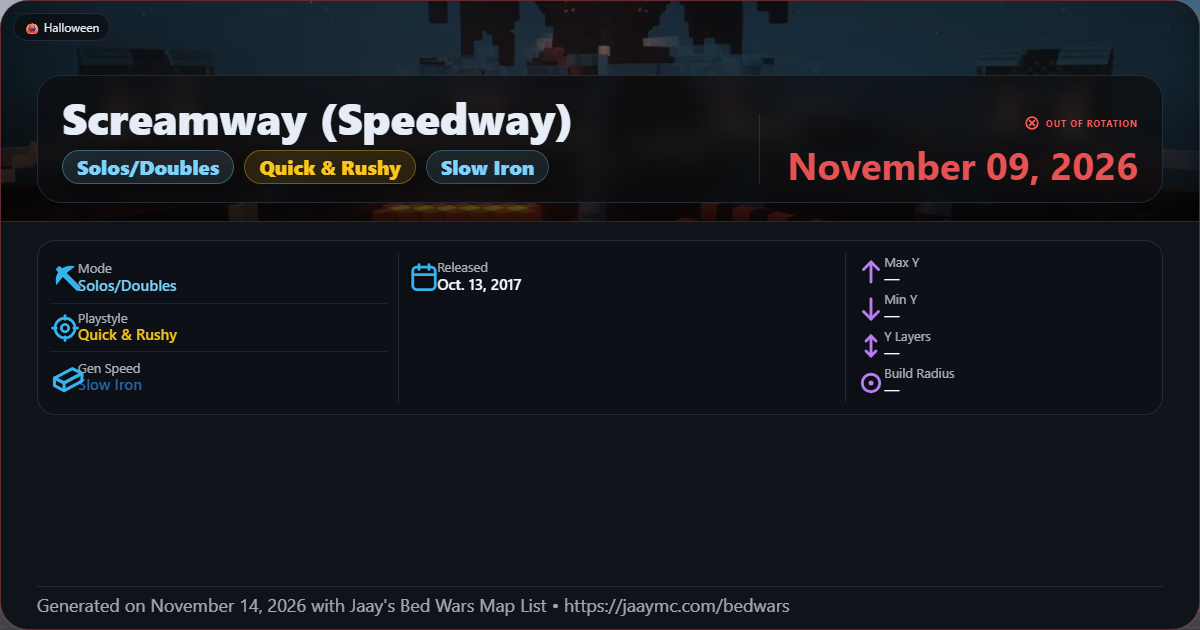 Halloween
Screamway (Speedway)
Solos/Doubles Quick & Rushy Slow Iron
OUT OF ROTATION
November 09, 2026
Mode
Solos/Doubles
Playstyle
Quick & Rushy
Gen Speed
Slow Iron
Released
Oct. 13, 2017
Max Y
—
Min Y
—
Y Layers
—
Build Radius
—
Generated on November 14, 2026 with Jaay's Bed Wars Map List • https://jaaymc.com/bedwars